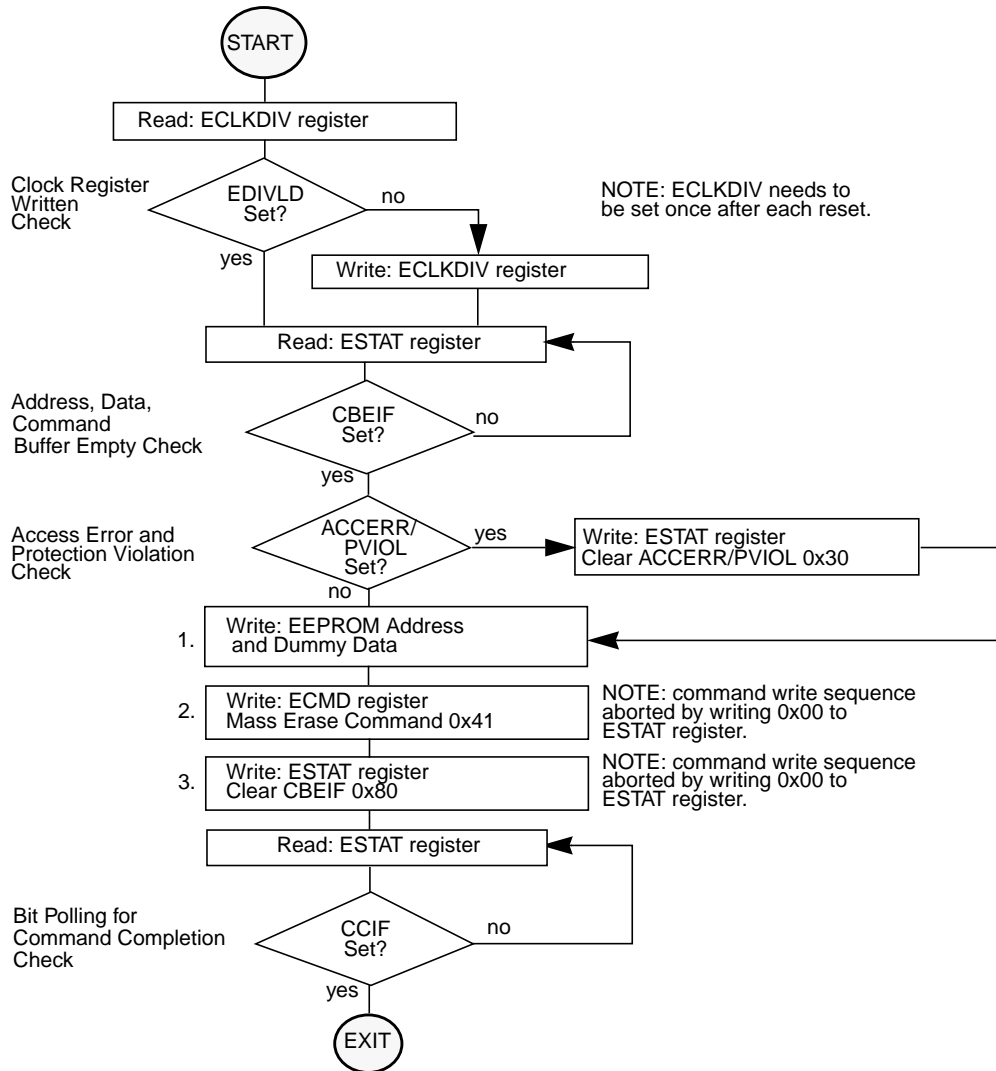 START
Read: ECLKDIV register
Clock Register
Written
Check
EDIVLD
Set?
no
yes
NOTE: ECLKDIV needs to
be set once after each reset.
Write: ECLKDIV register
Read: ESTAT register
Address, Data,
Command
Buffer Empty Check
CBEIF
Set?
no
yes
Access Error and
Protection Violation
Check
ACCERR/
PVIOL
Set?
yes
no
Write: ESTAT register
Clear ACCERR/PVIOL 0x30
1.
Write: EEPROM Address
and Dummy Data
2.
Write: ECMD register
Mass Erase Command 0x41
NOTE: command write sequence
aborted by writing 0x00 to
ESTAT register.
3.
Write: ESTAT register
Clear CBEIF 0x80
NOTE: command write sequence
aborted by writing 0x00 to
ESTAT register.
Read: ESTAT register
Bit Polling for
Command Completion
Check
CCIF
Set?
no
yes
EXIT